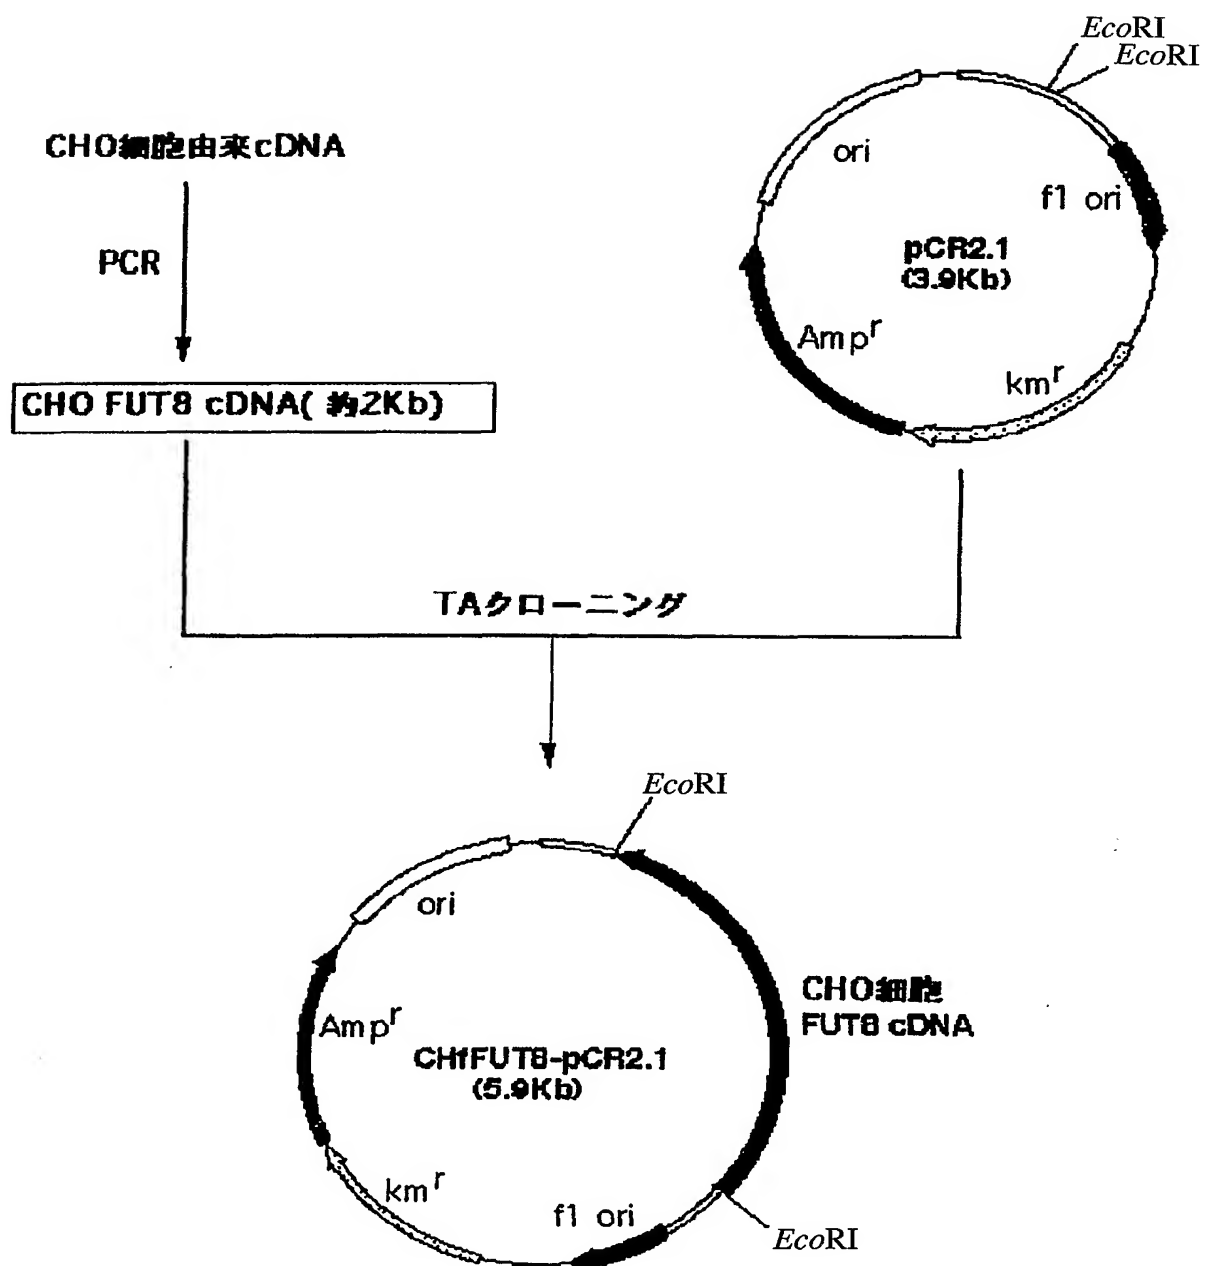 EcoRI
EcoRI
CHO細胞由来cDNA
ori
f1 ori
PCR
pCR2.1
(3.9Kb)
Amp^r
km^r
CHO FUT8 cDNA( 約2Kb)
TAクローニング
EcoRI
ori
CHO細胞
FUT8 cDNA
Amp^r
CHfFUT8-pCR2.1
(5.9Kb)
km^r
f1 ori
EcoRI